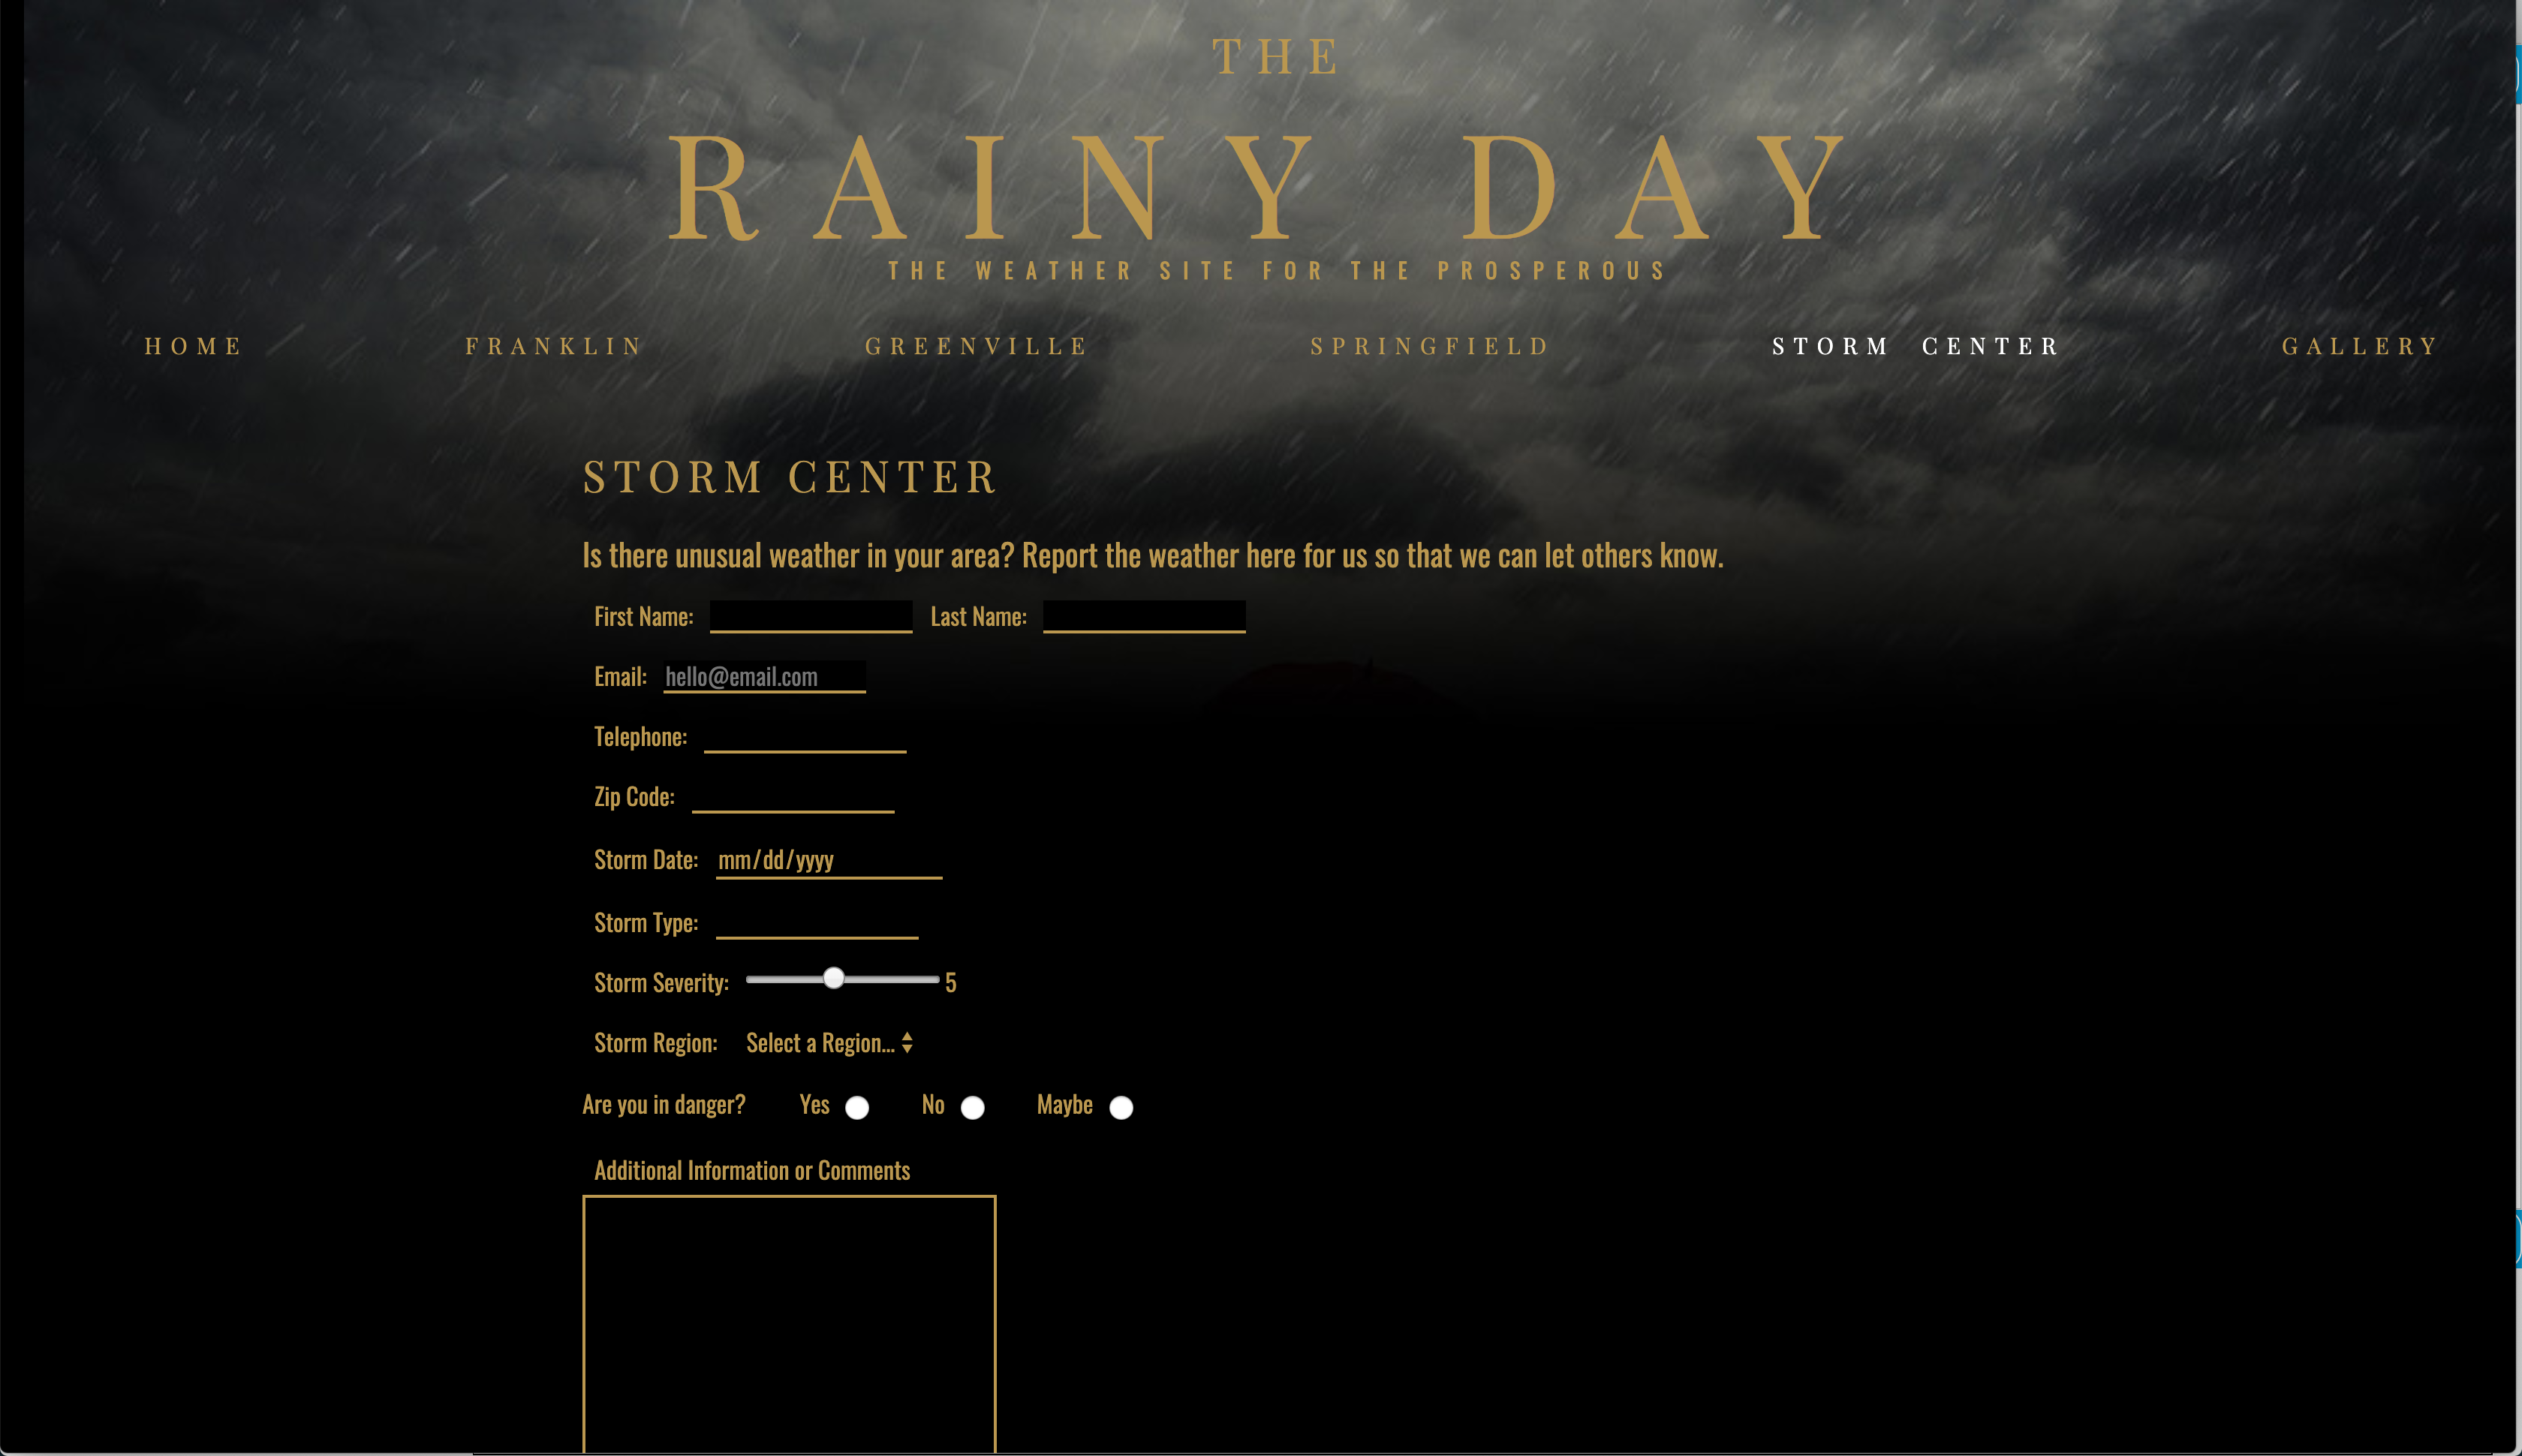 THE
RAINY DAY
THE WEATHER SITE FOR THE PROSPEROUS
HOME FRANKLIN GREENVILLE SPRINGFIELD STORM CENTER GALLERY
STORM CENTER
Is there unusual weather in your area? Report the weather here for us so that we can let others know.
First Name: Last Name:
Email: hello@email.com
Telephone:
Zip Code:
Storm Date: mm/dd/yyyy
Storm Type:
Storm Severity: 5
Storm Region: Select a Region...
Are you in danger? Yes No Maybe
Additional Information or Comments